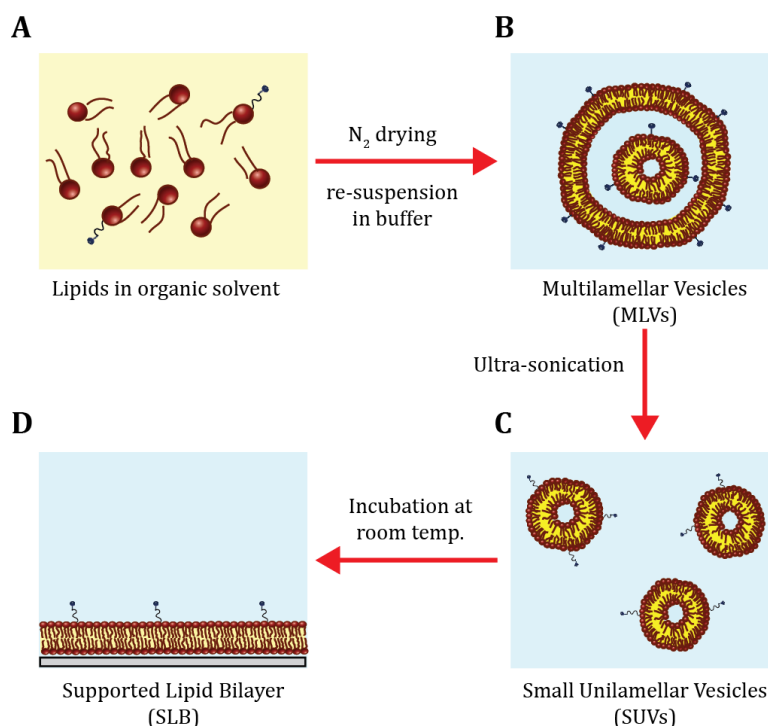 A
B
N₂ drying
re-suspension
in buffer
Lipids in organic solvent
Multilamellar Vesicles
(MLVs)
Ultra-sonication
D
C
Incubation at
room temp.
Supported Lipid Bilayer
(SLB)
Small Unilamellar Vesicles
(SUVs)